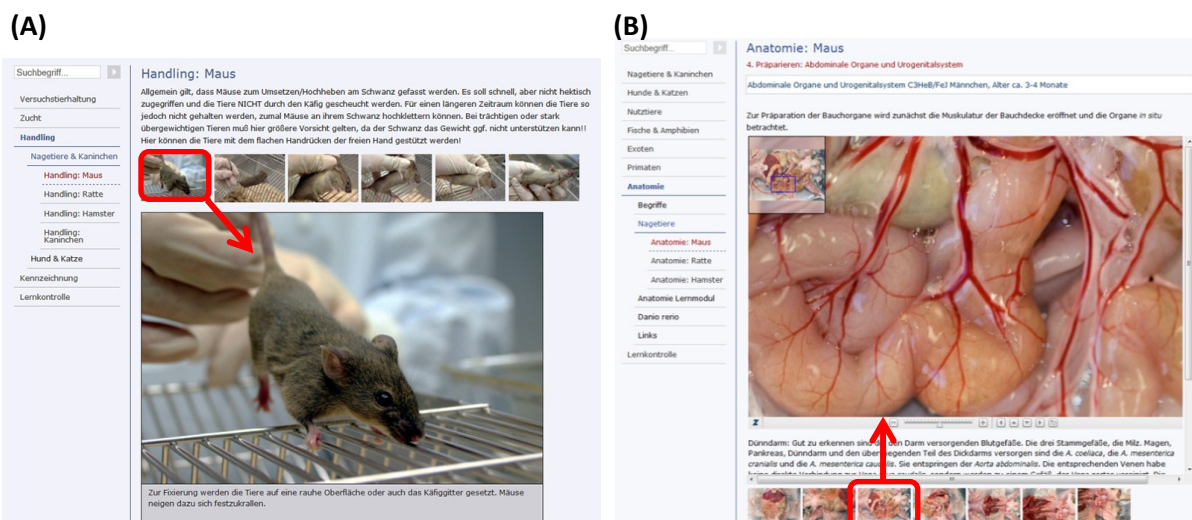 (A)
Suchbegriff...
Versuchstierhaltung
Zucht
Handling
Nagetiere & Kaninchen
Handling: Maus
Handling: Ratte
Handling: Hamster
Handling:
Kaninchen
Hund & Katze
Kennzeichnung
Lernkontrolle
Handling: Maus
Allgemein gilt, dass Mäuse zum Umsetzen/Hochheben am Schwanz gefasst werden. Es soll schnell, aber nicht hektisch
zugegriffen und die Tiere NICHT durch den Käfig gescheucht werden. Für einen längeren Zeitraum können die Tiere so
jedoch nicht gehalten werden, zumal Mäuse an ihrem Schwanz hochklettern können. Bei trächtigen oder stark
übergewichtigen Tieren muß hier größere Vorsicht gelten, da der Schwanz das Gewicht ggf. nicht unterstützen kann!!
Hier können die Tiere mit dem flachen Handrücken der freien Hand gestützt werden!
Zur Fixierung werden die Tiere auf eine rauhe Oberfläche oder auch das Käfiggitter gesetzt. Mäuse
neigen dazu sich festzukrallen.
(B)
Suchbegriff...
Nagetiere & Kaninchen
Hunde & Katzen
Nutztiere
Fische & Amphibien
Exoten
Primaten
Anatomie
Begriffe
Nagetiere
Anatomie: Maus
Anatomie: Ratte
Anatomie: Hamster
Anatomie Lernmodul
Danio rerio
Links
Lernkontrolle
Anatomie: Maus
4. Präparieren: Abdominale Organe und Urogenitalsystem
Abdominale Organe und Urogenitalsystem C3HeB/FeJ Männchen, Alter ca. 3-4 Monate
Zur Präparation der Bauchorgane wird zunächst die Muskulatur der Bauchdecke eröffnet und die Organe in situ
betrachtet.
Dünndarm: Gut zu erkennen sind den Darm versorgenden Blutgefäße. Die drei Stammgefäße, die Milz. Magen,
Pankreas, Dünndarm und den überwiegenden Teil des Dickdarms versorgen sind die A. coeliaca, die A. mesenterica
cranialis und die A. mesenterica caudalis. Sie entspringen der Aorta abdominalis. Die entsprechenden Venen habe